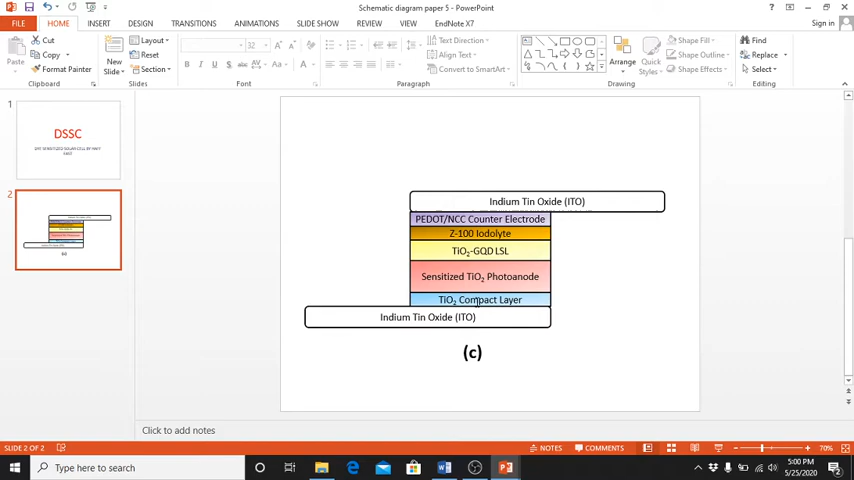 Schematic diagram paper 5 - PowerPoint
FILE HOME INSERT DESIGN TRANSITIONS ANIMATIONS SLIDE SHOW REVIEW VIEW EndNote X7
Sign in
Cut
Copy
Format Painter
Paste
Clipboard
New Slide
Layout
Reset
Section
Slides
32
B I U S abc AV Aa A
Font
Text Direction
Align Text
Convert to SmartArt
Paragraph
Arrange
Quick Styles
Shape Fill
Shape Outline
Shape Effects
Drawing
Find
Replace
Select
Editing
1
DSSC
2
Indium Tin Oxide (ITO)
PEDOT/NCC Counter Electrode
Z-100 Iodolyte
TiO₂-GQD LSL
Sensitized TiO₂ Photoanode
TiO₂ Compact Layer
Indium Tin Oxide (ITO)
(c)
Click to add notes
SLIDE 2 OF 2
NOTES
COMMENTS
70%
Type here to search
5:00 PM
5/25/2020
2